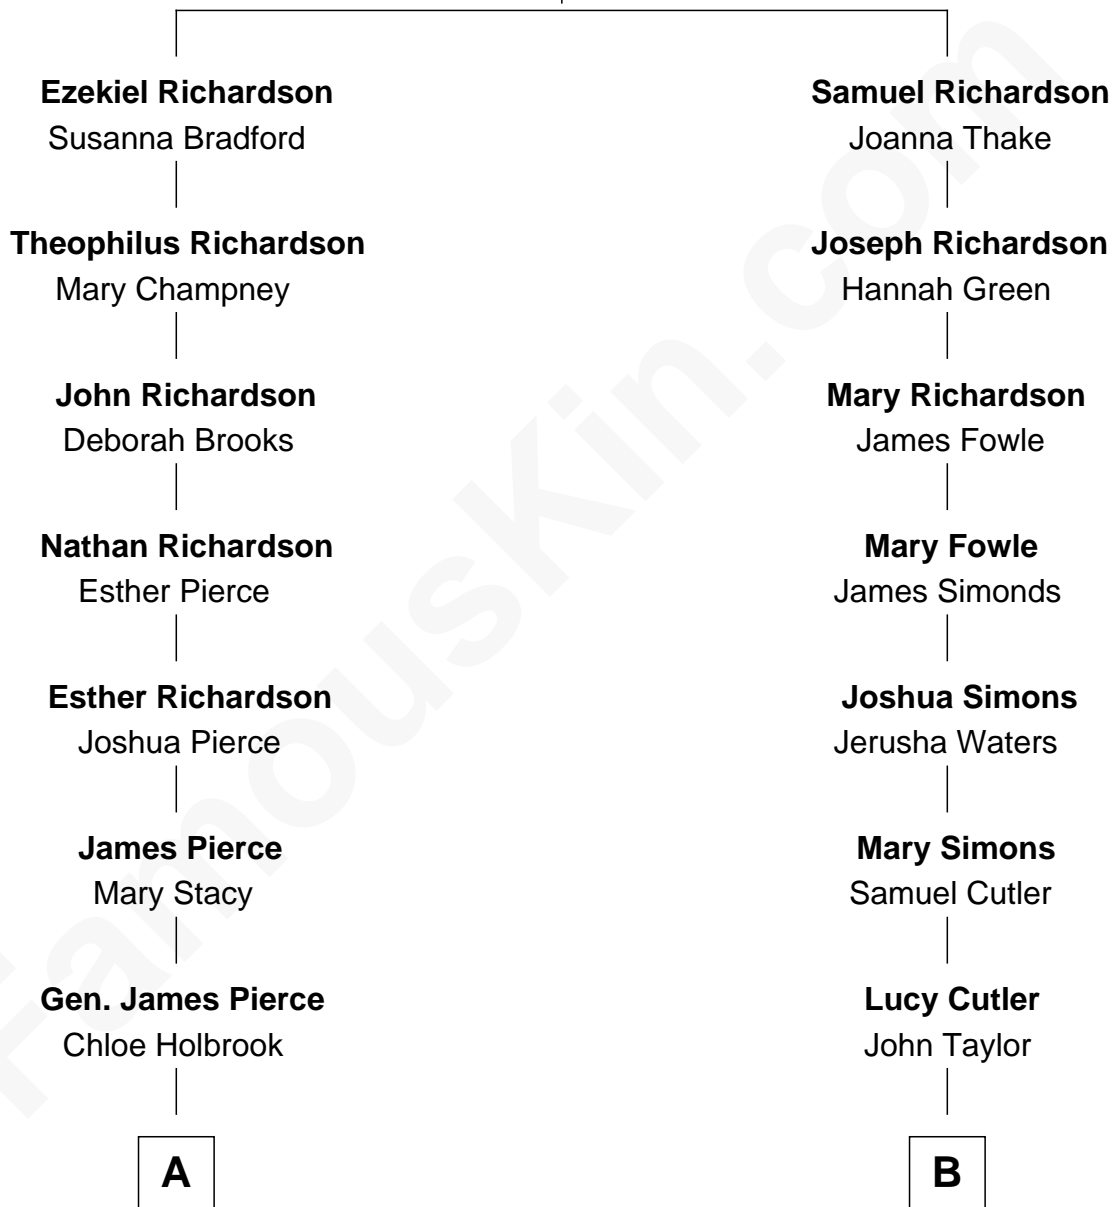 Ezekiel Richardson
Susanna Bradford
Theophilus Richardson
Mary Champney
John Richardson
Deborah Brooks
Nathan Richardson
Esther Pierce
Esther Richardson
Joshua Pierce
James Pierce
Mary Stacy
Gen. James Pierce
Chloe Holbrook
A
Samuel Richardson
Joanna Thake
Joseph Richardson
Hannah Green
Mary Richardson
James Fowle
Mary Fowle
James Simonds
Joshua Simons
Jerusha Waters
Mary Simons
Samuel Cutler
Lucy Cutler
John Taylor
B
FamousKin.com